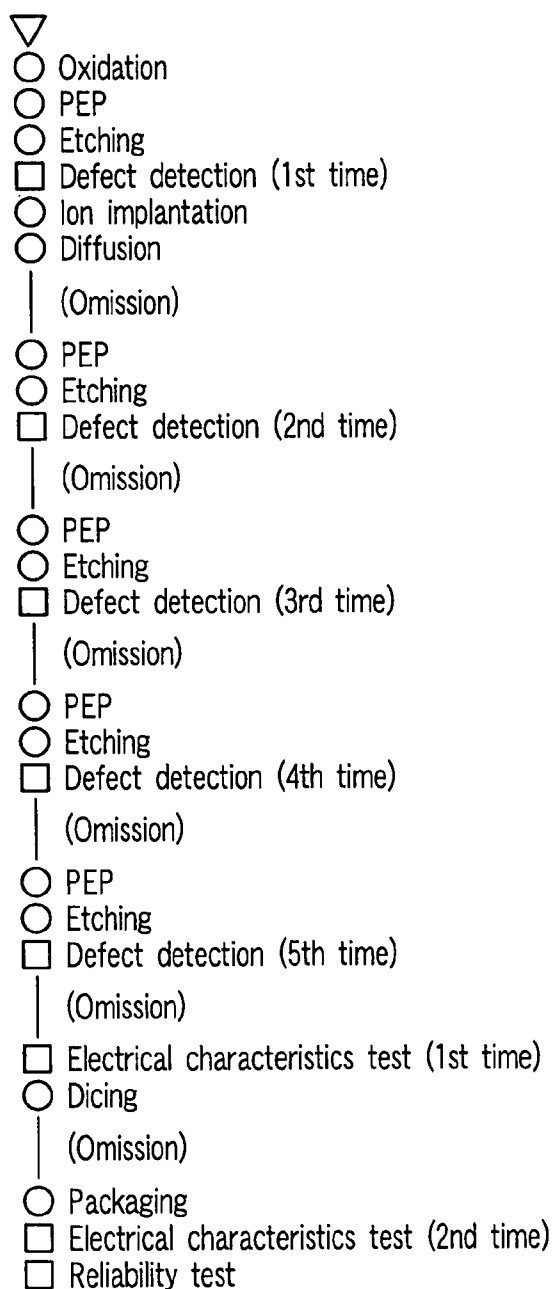 Oxidation
PEP
Etching
Defect detection (1st time)
Ion implantation
Diffusion
(Omission)
PEP
Etching
Defect detection (2nd time)
(Omission)
PEP
Etching
Defect detection (3rd time)
(Omission)
PEP
Etching
Defect detection (4th time)
(Omission)
PEP
Etching
Defect detection (5th time)
(Omission)
Electrical characteristics test (1st time)
Dicing
(Omission)
Packaging
Electrical characteristics test (2nd time)
Reliability test